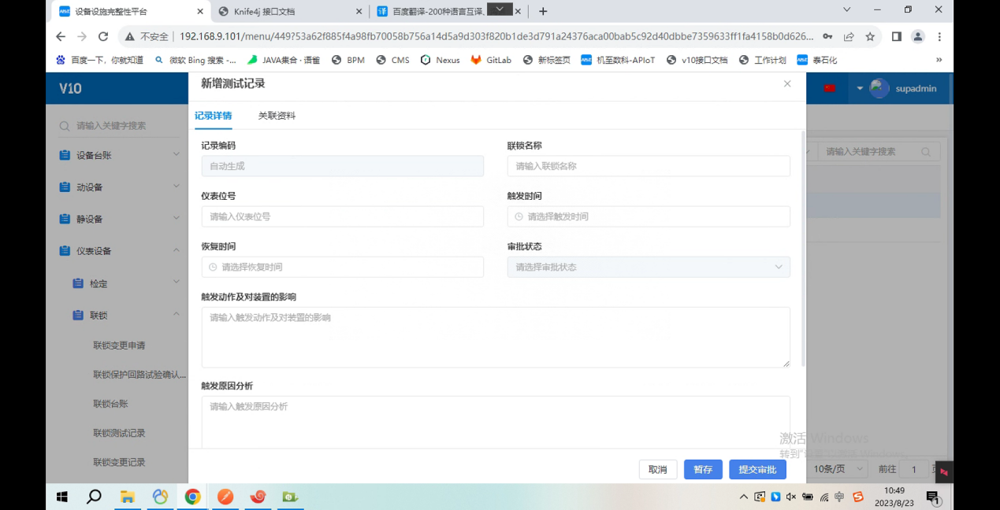 设备设施完整性平台
Knife4j 接口文档
百度翻译-200种语言互译、
不安全
192.168.9.101/menu/449?53a62f885f4a98fb70058b756a14d5a9d303f820b1de3d791a24376aca00bab5c92d40dbbe7359633ff1fa4158b0d626...
百度一下，你就知道
微软 Bing 搜索 -...
JAVA集合 · 语雀
BPM
CMS
Nexus
GitLab
新标签页
机至数科-APIoT
v10接口文档
工作计划
泰石化
»
V10
新增测试记录
supadmin
请输入关键字搜索
记录详情
关联资料
设备台账
动设备
静设备
仪表设备
检定
联锁
联锁变更申请
联锁保护回路试验确认...
联锁台账
联锁测试记录
联锁变更记录
记录编码
联锁名称
自动生成
请输入联锁名称
请输入关键字搜索
仪表位号
触发时间
请输入仪表位号
请选择触发时间
恢复时间
审批状态
请选择恢复时间
请选择审批状态
触发动作及对装置的影响
请输入触发动作及对装置的影响
触发原因分析
请输入触发原因分析
激活 Windows
取消
暂存
提交审批
10条/页
前往
1
中
10:49
2023/8/23
1